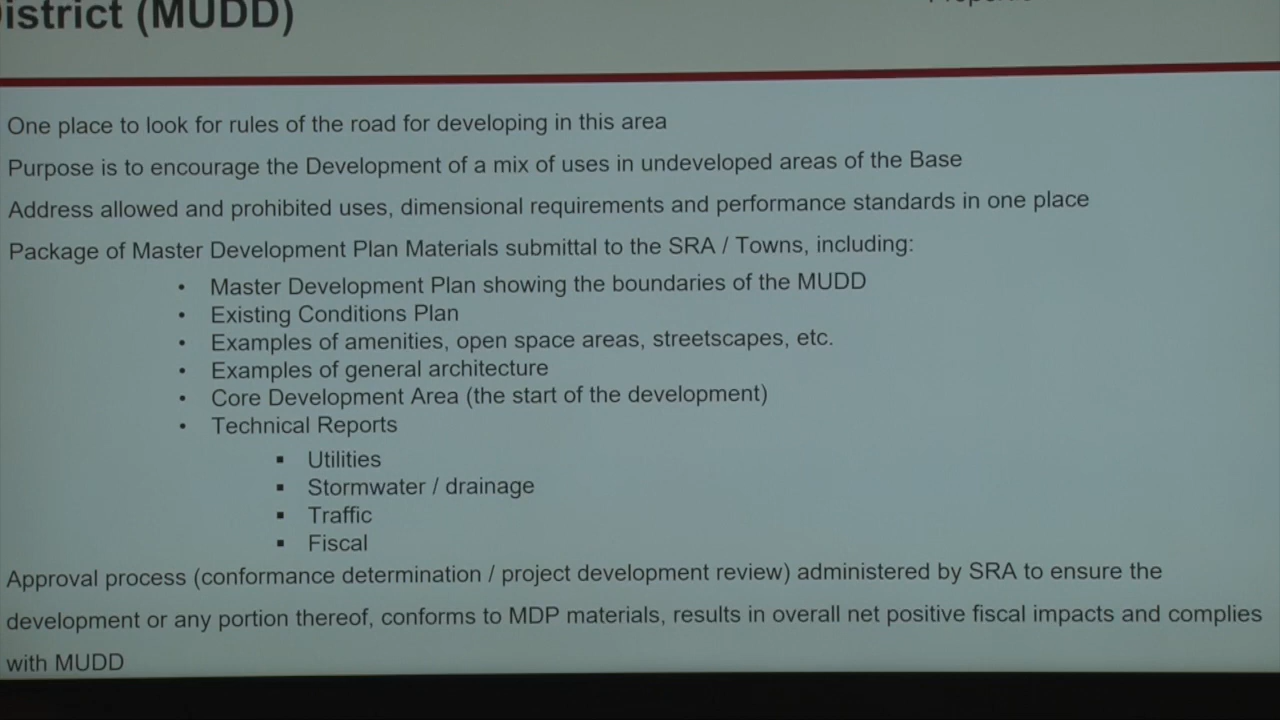 District (MUDD)
One place to look for rules of the road for developing in this area
Purpose is to encourage the Development of a mix of uses in undeveloped areas of the Base
Address allowed and prohibited uses, dimensional requirements and performance standards in one place
Package of Master Development Plan Materials submittal to the SRA / Towns, including:
• Master Development Plan showing the boundaries of the MUDD
• Existing Conditions Plan
• Examples of amenities, open space areas, streetscapes, etc.
• Examples of general architecture
• Core Development Area (the start of the development)
• Technical Reports
▪ Utilities
▪ Stormwater / drainage
▪ Traffic
▪ Fiscal
Approval process (conformance determination / project development review) administered by SRA to ensure the
development or any portion thereof, conforms to MDP materials, results in overall net positive fiscal impacts and complies
with MUDD